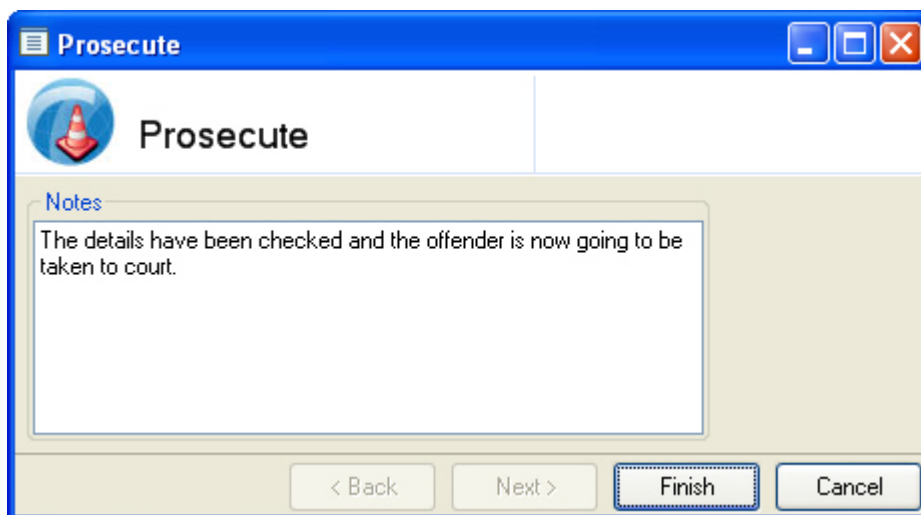 Prosecute
Prosecute
Notes
The details have been checked and the offender is now going to be
taken to court.
< Back
Next >
Finish
Cancel